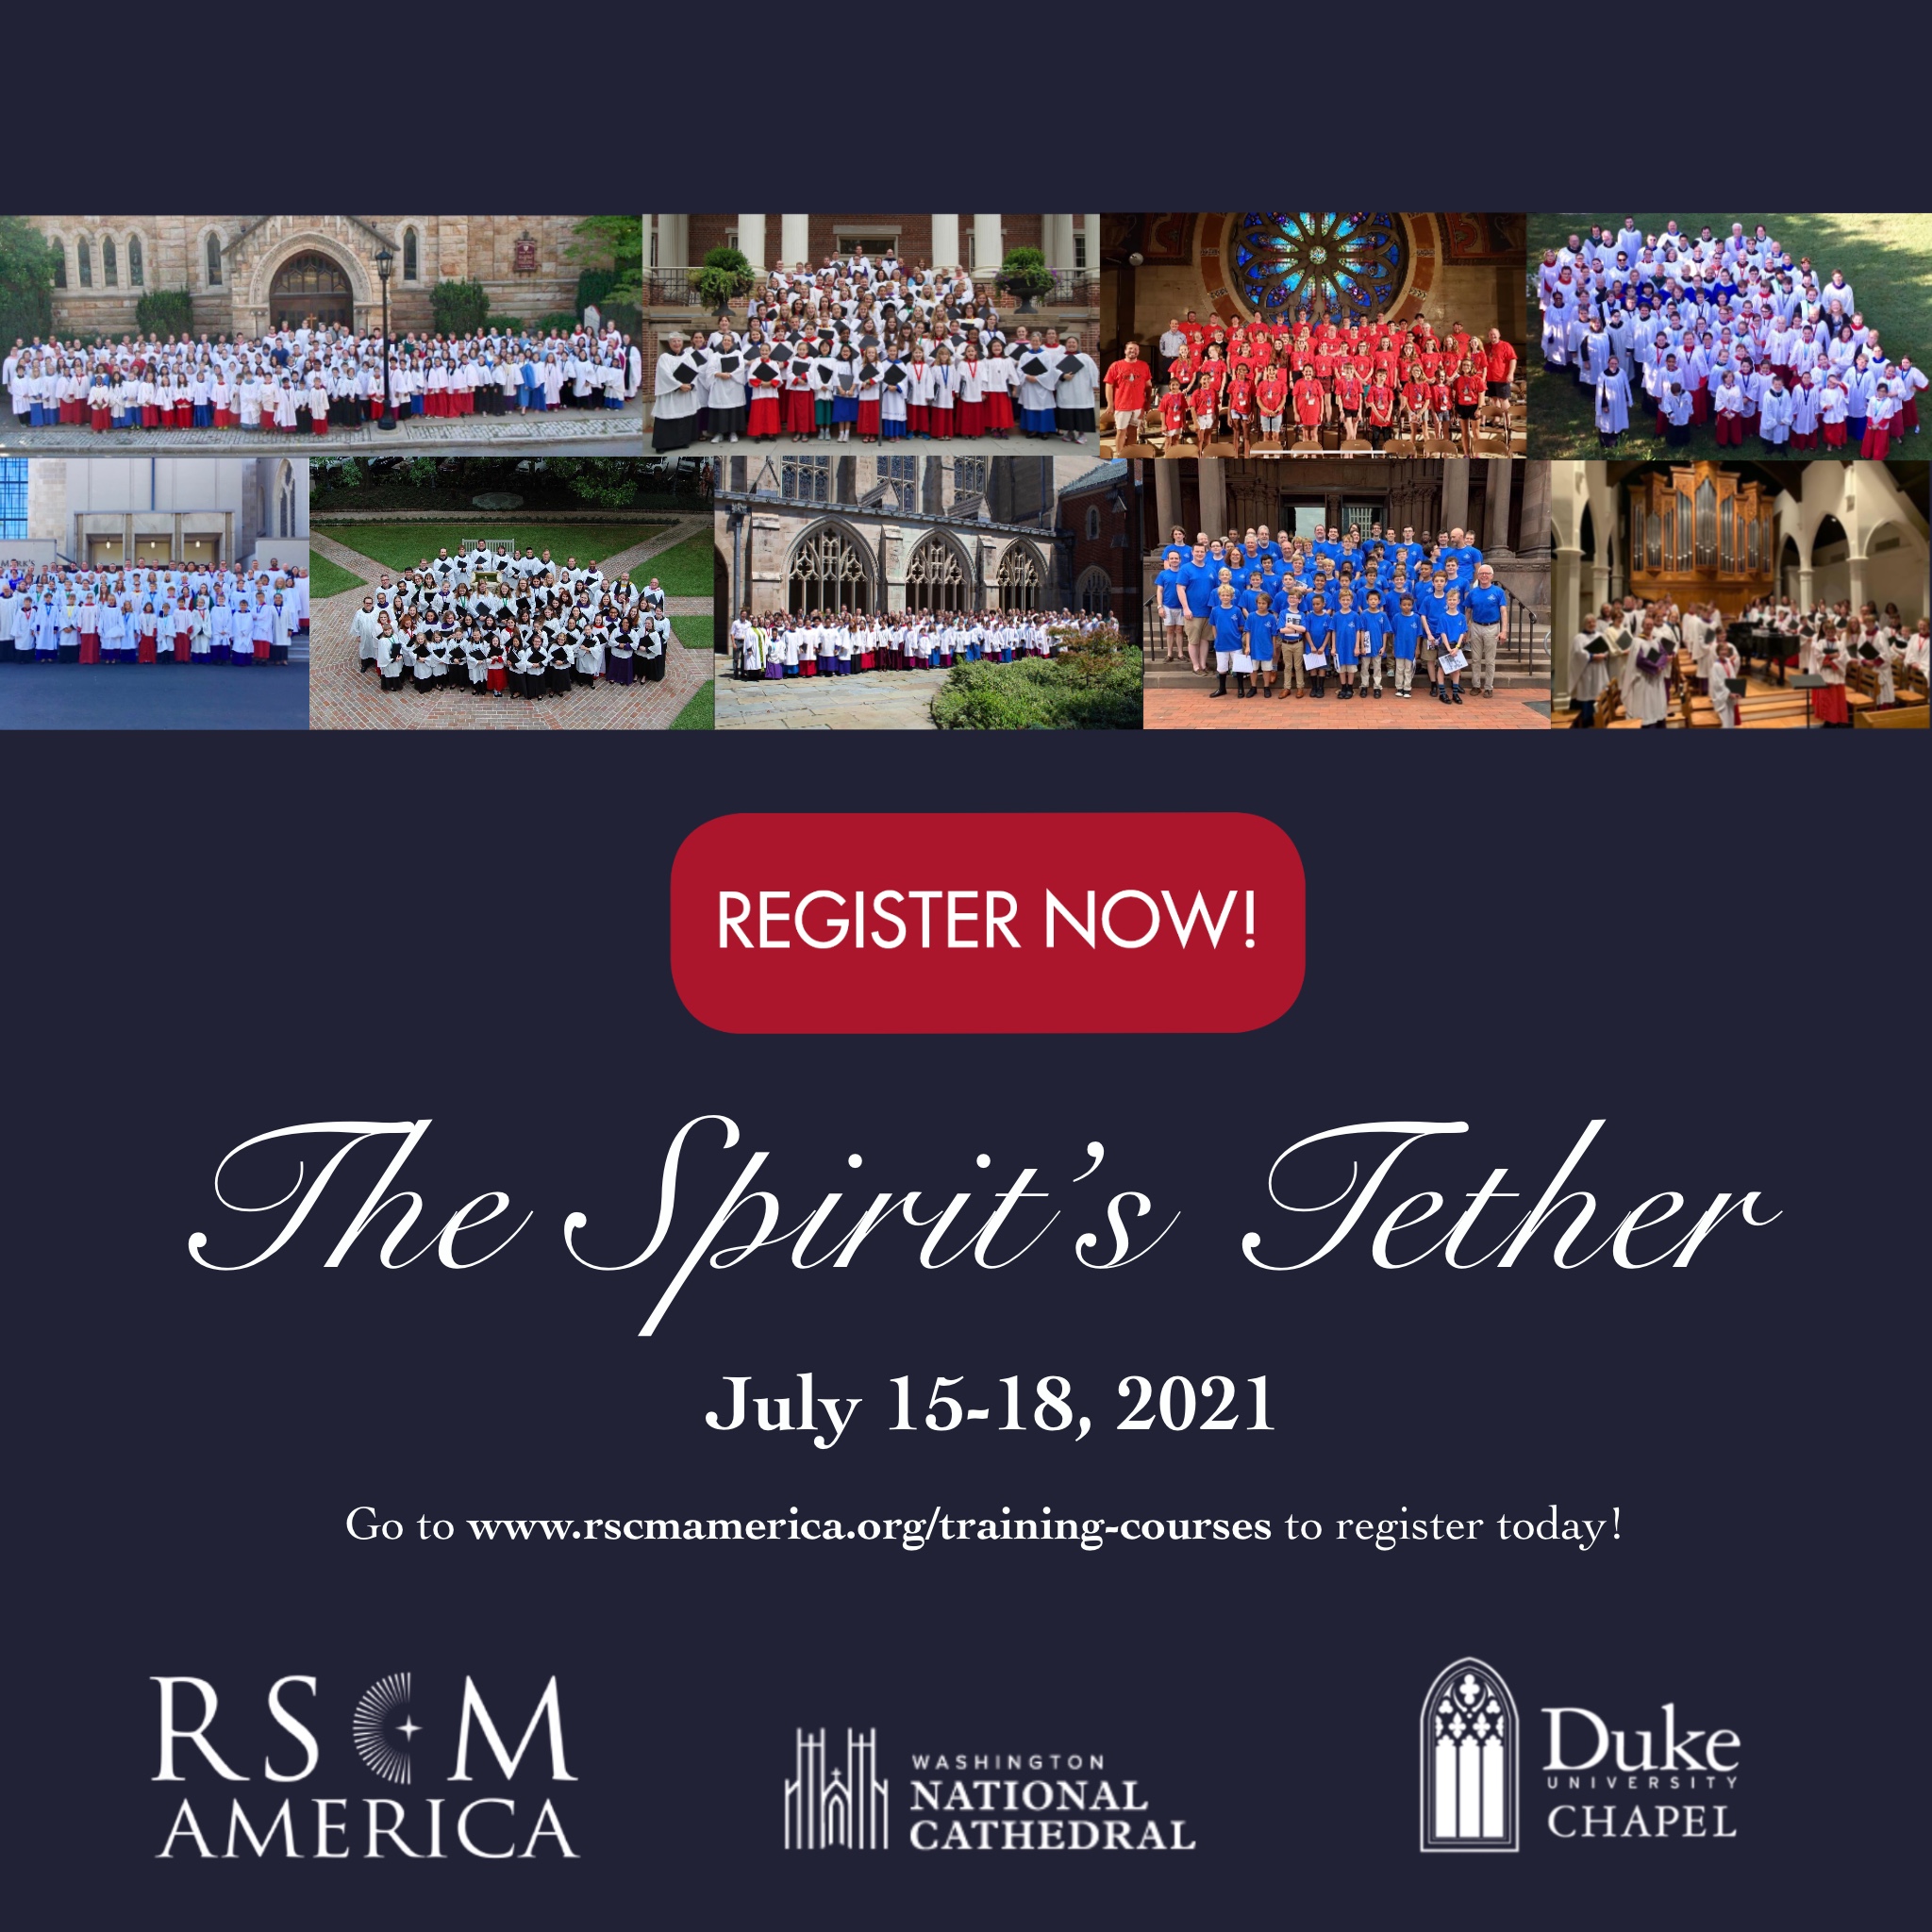 REGISTER NOW!
The Spirit's Tether
July 15-18, 2021
Go to www.rscmamerica.org/training-courses to register today!
RSCM
AMERICA
WASHINGTON
NATIONAL
CATHEDRAL
Duke
UNIVERSITY
CHAPEL